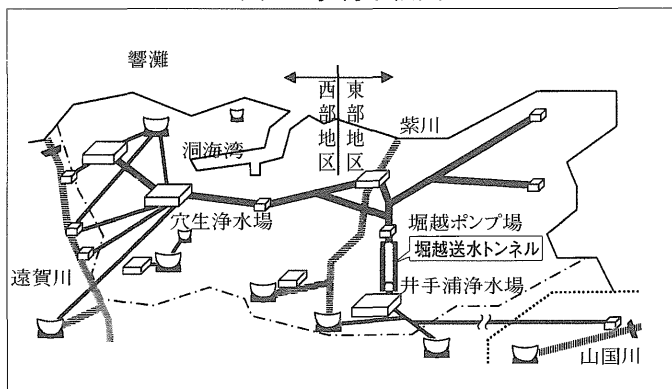 響灘
西部地区
東部地区
紫川
洞海湾
穴生浄水場
堀越ポンプ場
堀越送水トンネル
遠賀川
井手浦浄水場
山国川